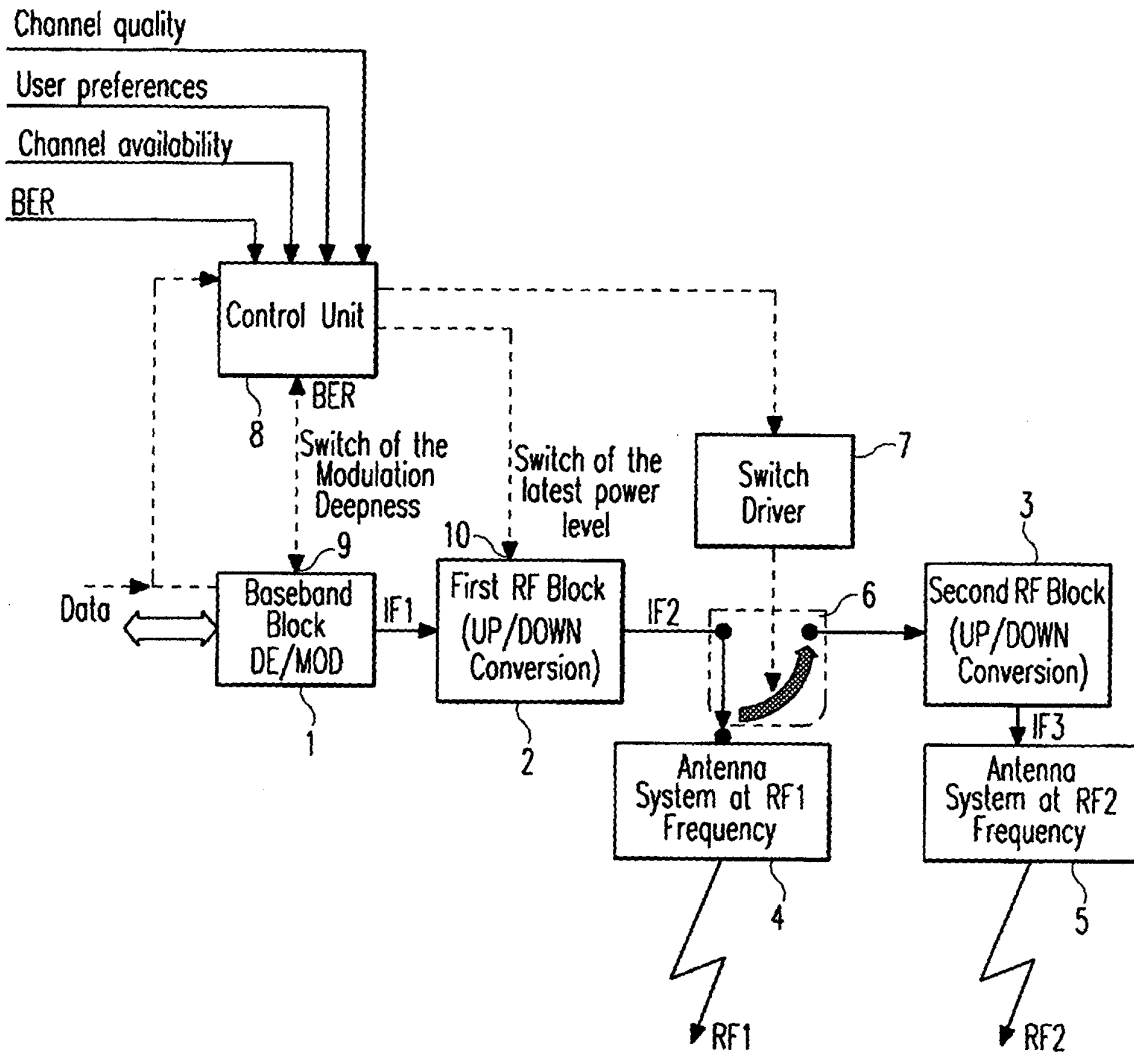 Channel quality
User preferences
Channel availability
BER
Control Unit
8
BER
Switch of the
Modulation
Deepness
Switch of the
latest power
level
7
Switch
Driver
3
9
10
6
Data
Baseband
Block
DE/MOD
IF1
First RF Block
(UP/DOWN
Conversion)
IF2
Second RF Block
(UP/DOWN
Conversion)
1
2
IF3
Antenna
System at RF1
Frequency
Antenna
System at RF2
Frequency
4
5
RF1
RF2